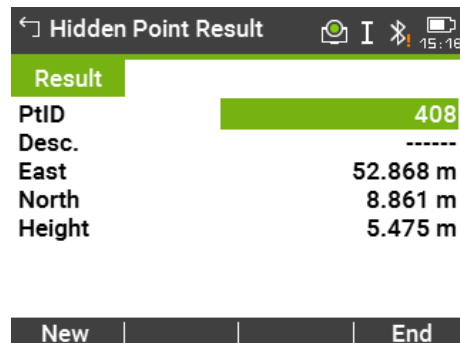 Hidden Point Result I 15:16
Result
PtID 408
Desc. ------
East 52.868 m
North 8.861 m
Height 5.475 m
New End